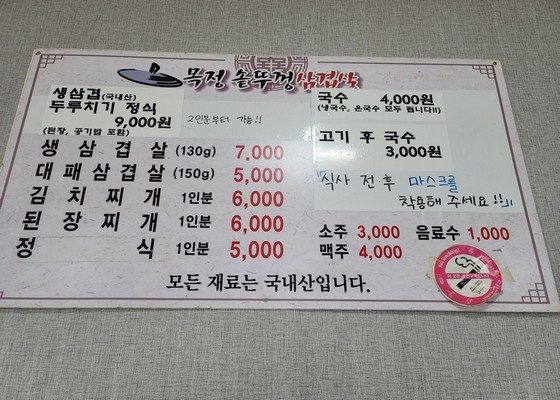 목정 솥뚜껑삼겹살
생삼겹(국내산)
두루치기 정식
9,000원
(된장, 공기밥 포함)
2인분부터 가능!!
국수 4,000원
(냉국수, 온국수 모두 됩니다!!)
고기 후 국수
3,000원
"식사 전·후 마스크를
착용해 주세요!!"
생삼겹살 (130g) 7,000
대패삼겹살 (150g) 5,000
김치찌개 1인분 6,000
된장찌개 1인분 6,000
정식 1인분 5,000
소주 3,000 음료수 1,000
맥주 4,000
모든 재료는 국내산입니다.